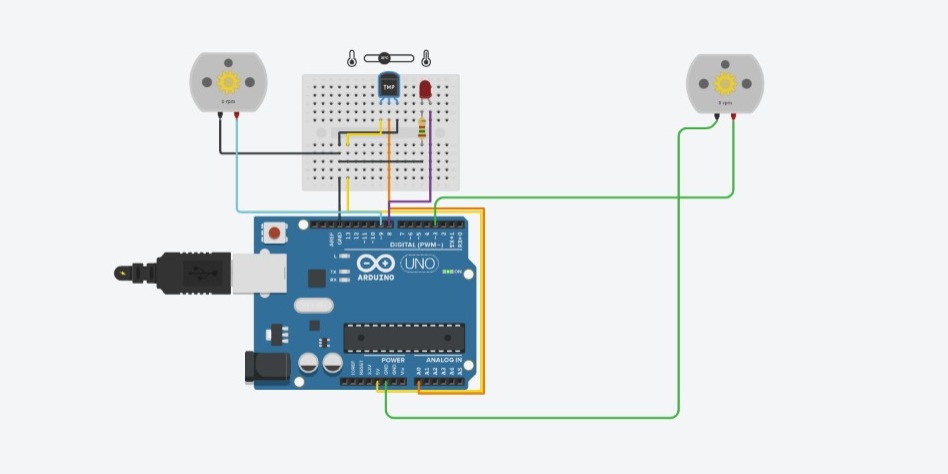 TMP
0 rpm
AREF
GND
13
12
~11
~10
~9
8
7
~6
~5
4
~3
2
TX→1
RX←0
DIGITAL (PWM~)
L
TX
RX
ARDUINO
UNO
ON
POWER
ANALOG IN
IOREF
RESET
3.3V
5V
GND
GND
Vin
A0
A1
A2
A3
A4
A5